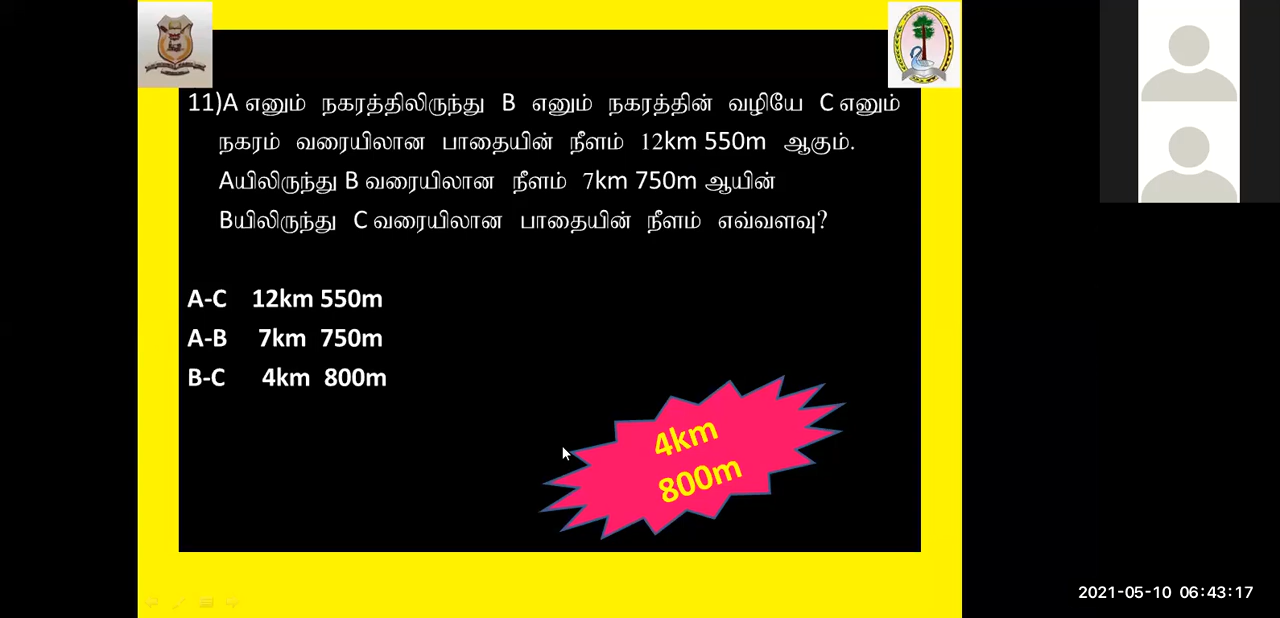 11)A எனும் நகரத்திலிருந்து B எனும் நகரத்தின் வழியே C எனும்
நகரம் வரையிலான பாதையின் நீளம் 12km 550m ஆகும்.
Aயிலிருந்து B வரையிலான நீளம் 7km 750m ஆயின்
Bயிலிருந்து C வரையிலான பாதையின் நீளம் எவ்வளவு?
A-C 12km 550m
A-B 7km 750m
B-C 4km 800m
4km
800m
2021-05-10 06:43:17